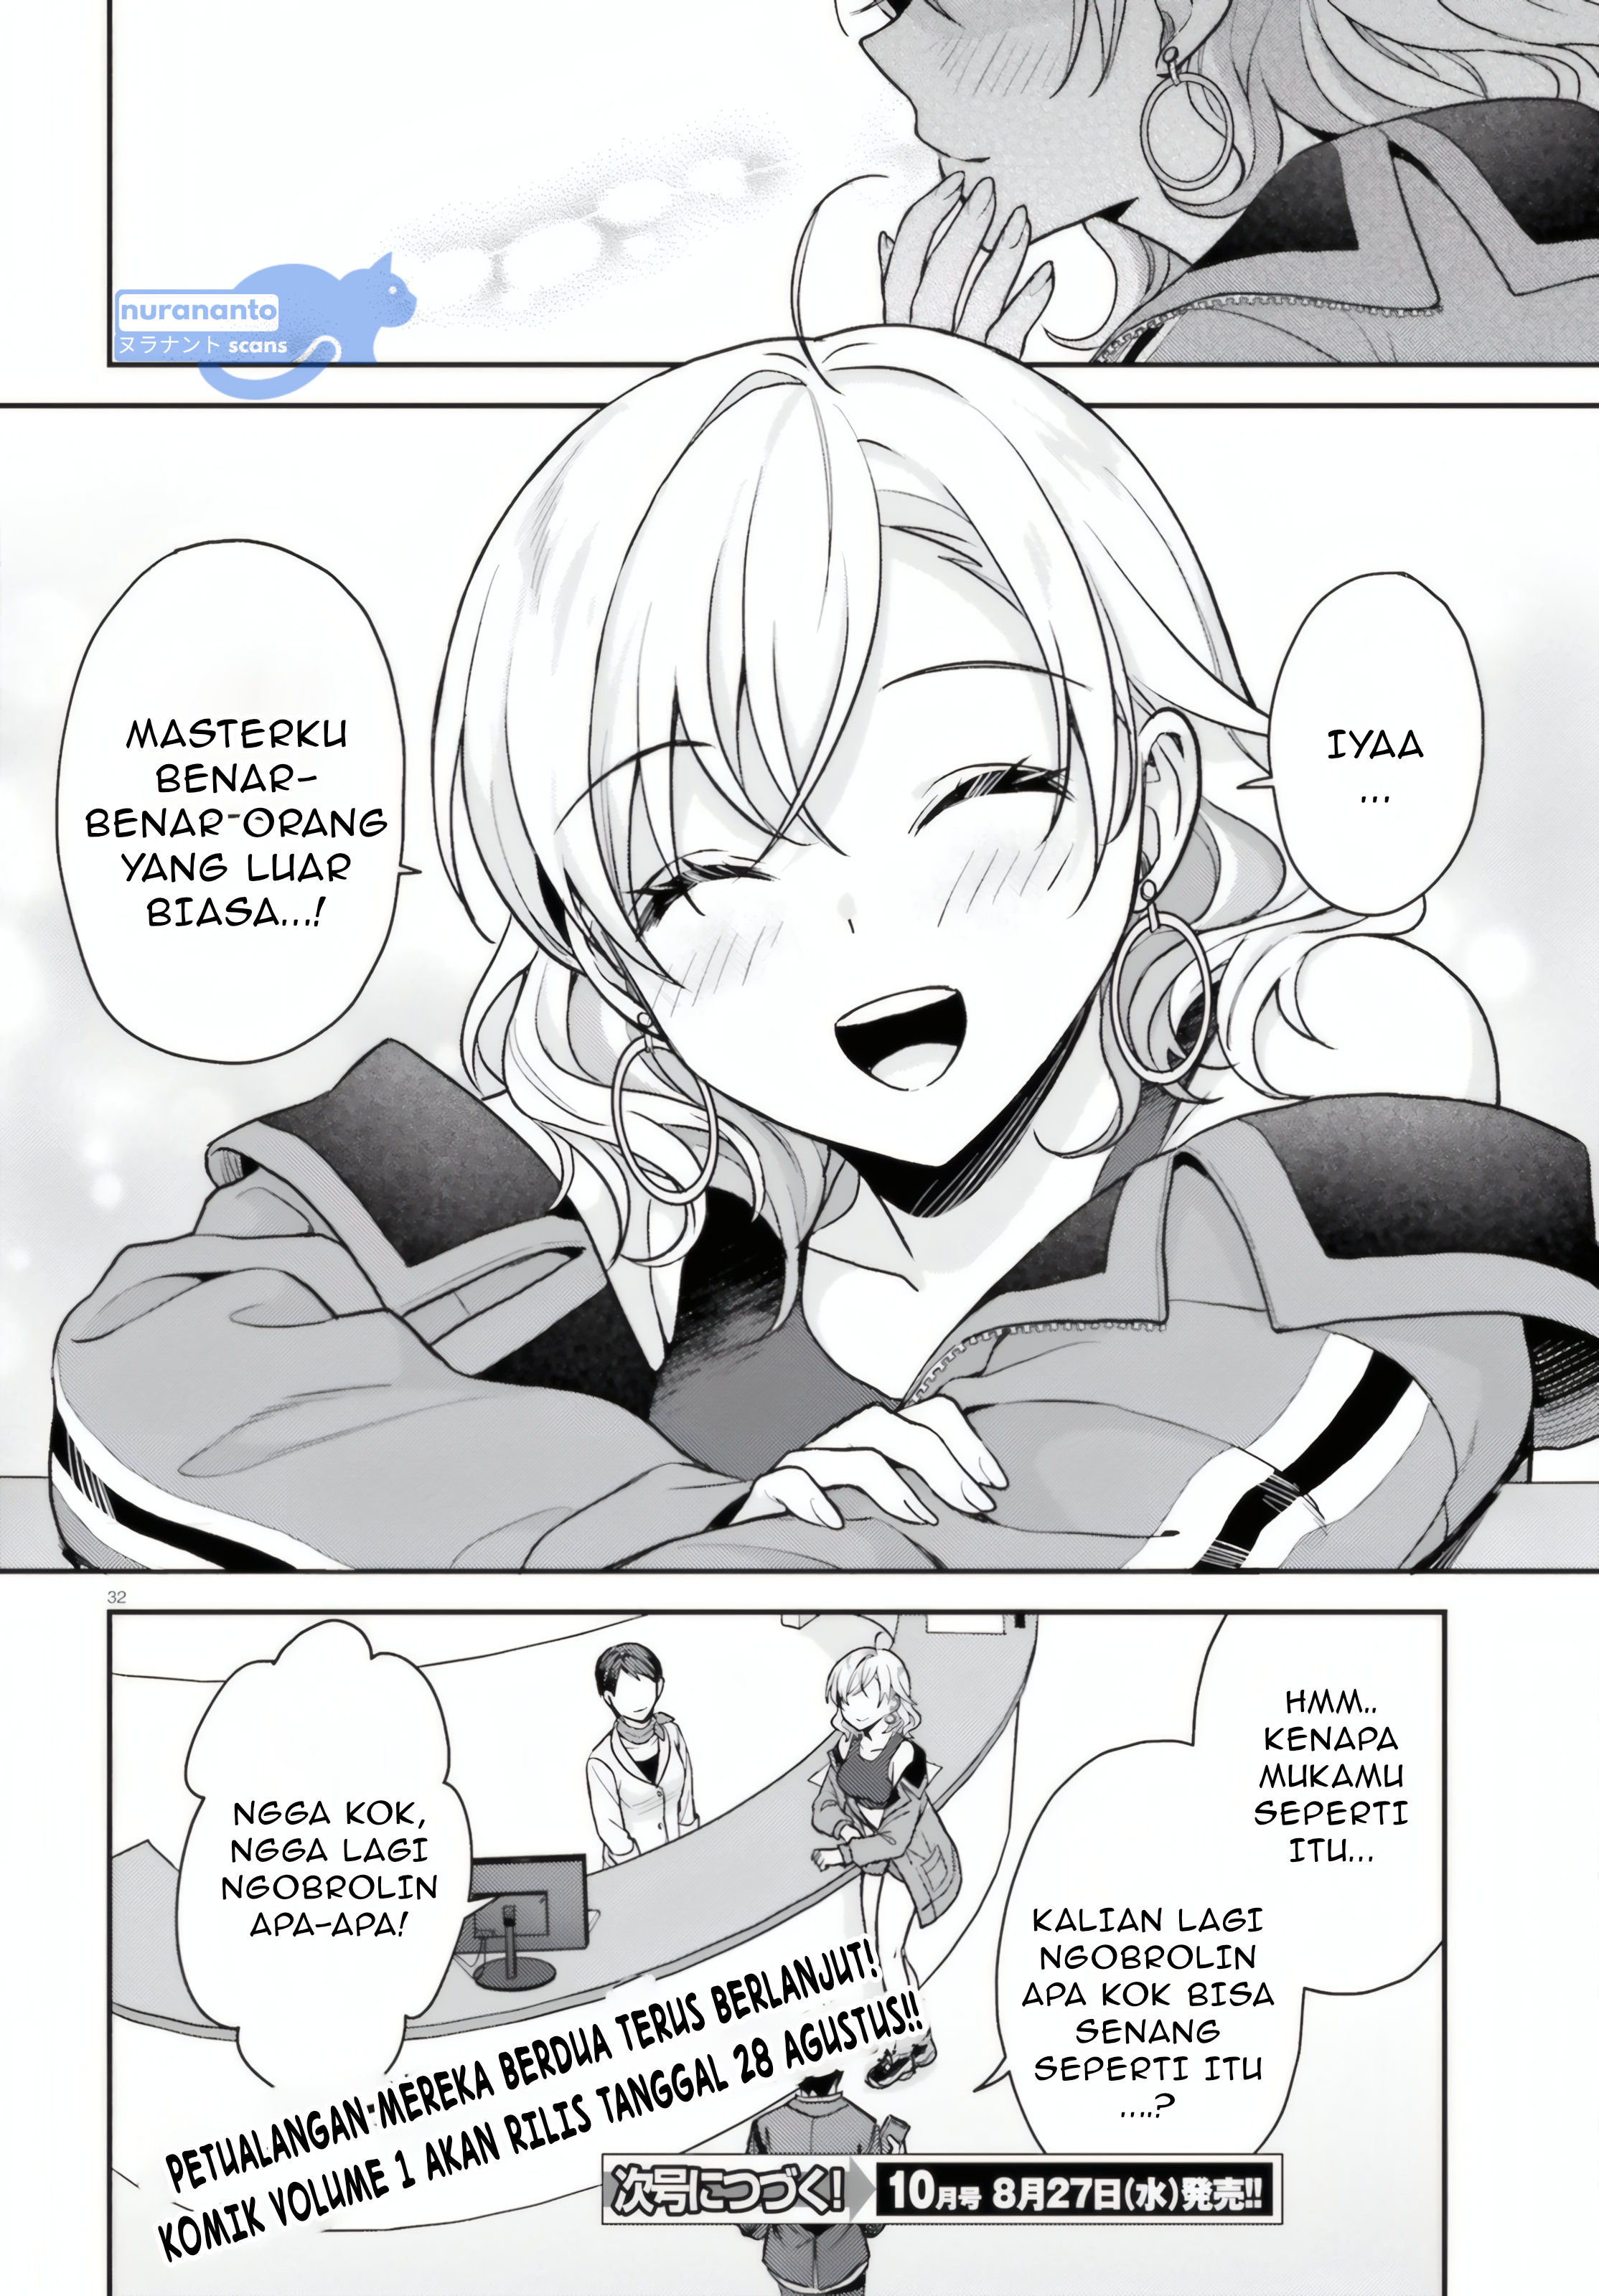 nurananto
ヌラナント scans
IYAA
...
MASTERKU
BENAR-
BENAR-ORANG
YANG LUAR
BIASA...!
32
HMM..
KENAPA
MUKAMU
SEPERTI
ITU...
KALIAN LAGI
NGOBROLIN
APA KOK BISA
SENANG
SEPERTI ITU
....?
NGGA KOK,
NGGA LAGI
NGOBROLIN
APA-APA!
PETUALANGAN MEREKA BERDUA TERUS BERLANJUT!
KOMIK VOLUME 1 AKAN RILIS TANGGAL 28 AGUSTUS!!
次号につづく! 10月号 8月27日(水)発売!!